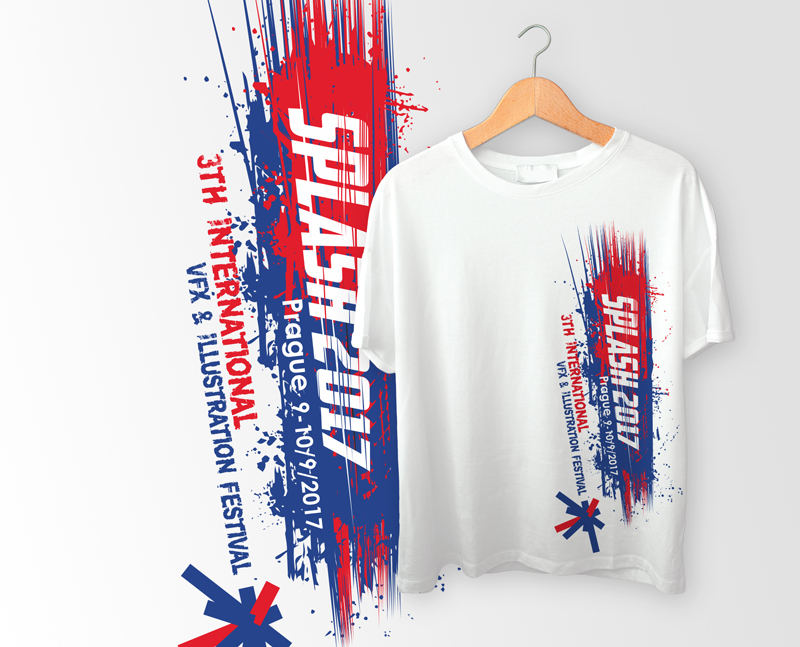 SPLASH 2017
Prague 9-10/9/2017
3TH INTERNATIONAL
VFX & ILLUSTRATION FESTIVAL
SPLASH 2017
Prague 9-10/9/2017
3TH INTERNATIONAL
VFX & ILLUSTRATION FESTIVAL